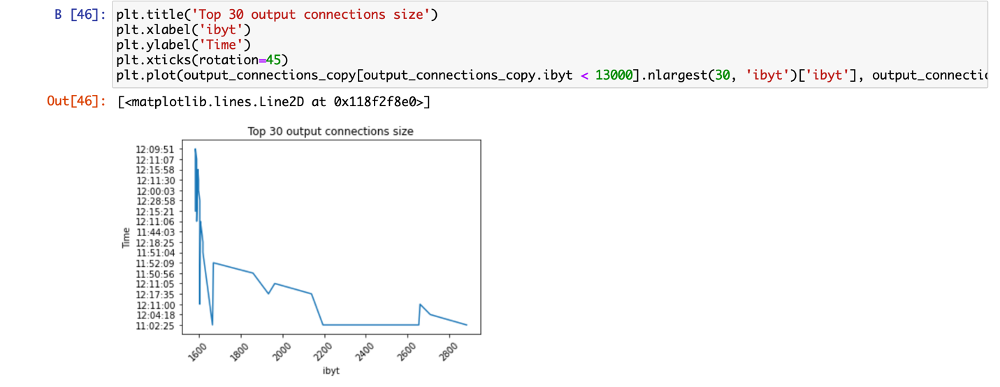 B [46]: plt.title('Top 30 output connections size')
plt.xlabel('ibyt')
plt.ylabel('Time')
plt.xticks(rotation=45)
plt.plot(output_connections_copy[output_connections_copy.ibyt < 13000].nlargest(30, 'ibyt')['ibyt'], output_connectio
Out[46]: [<matplotlib.lines.Line2D at 0x118f2f8e0>]
Top 30 output connections size
12:09:51
12:11:07
12:15:58
12:11:30
12:00:03
12:28:58
12:15:21
12:11:06
11:44:03
12:18:25
11:51:04
11:52:09
11:50:56
12:11:05
12:17:35
12:11:00
12:04:18
11:02:25
Time
1600 1800 2000 2200 2400 2600 2800
ibyt